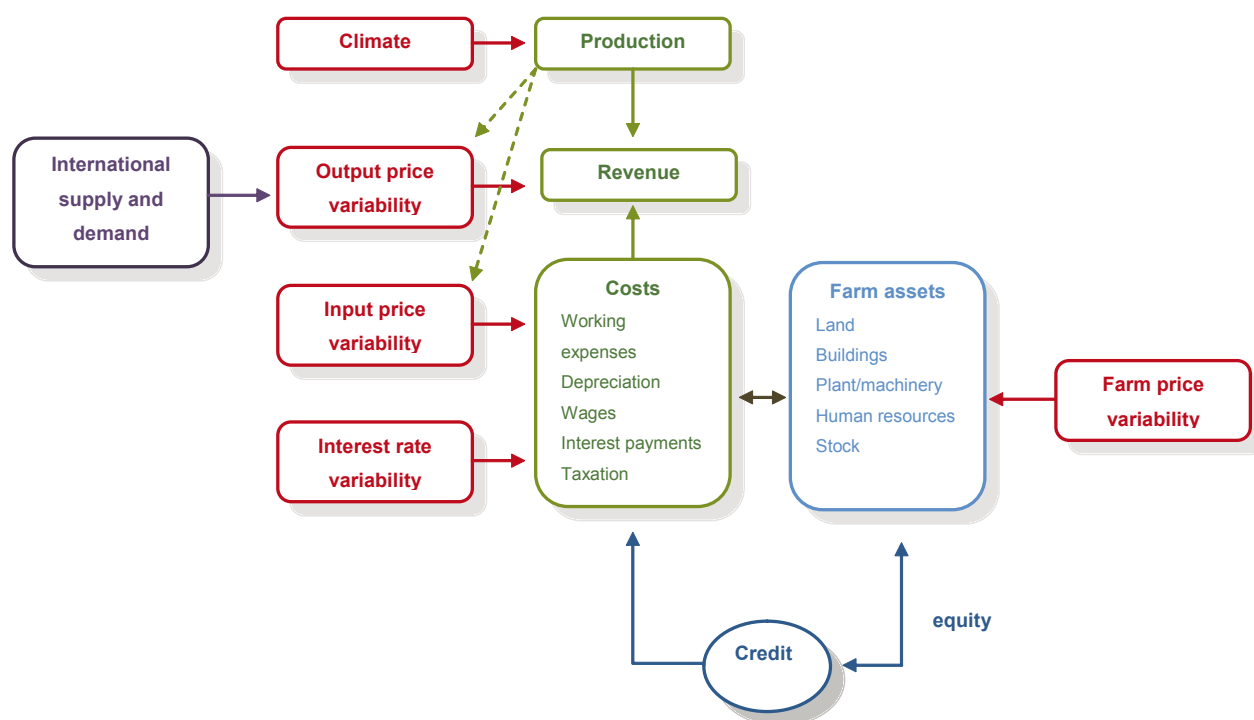 Climate
Production
International
supply and
demand
Output price
variability
Revenue
Input price
variability
Costs
Working
expenses
Depreciation
Wages
Interest payments
Taxation
Farm assets
Land
Buildings
Plant/machinery
Human resources
Stock
Farm price
variability
Interest rate
variability
equity
Credit